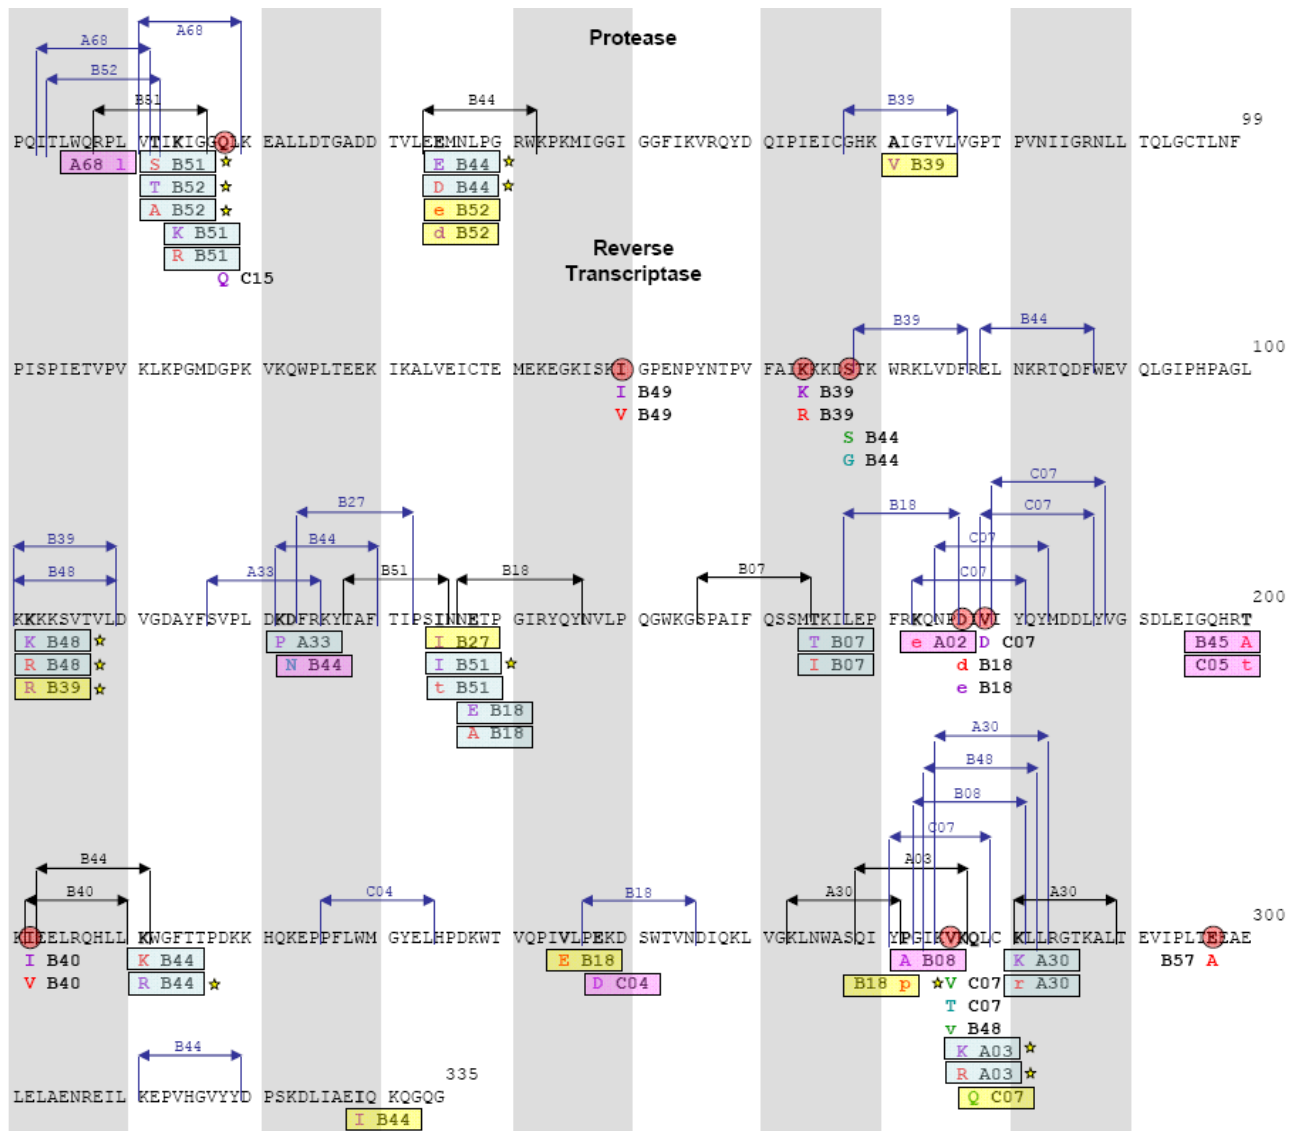 A68
A68
Protease
B52
B51
B44
B39
PQITLWQRPL VTIKIGGQLK EALLDTGADD TVLEEMNLPG RWKPKMIGGI GGFIKVRQYD QIPIEICGHK AIGTVLVGPT PVNIIGRNLL TQLGCTLNF 99
A68 l S B51 E B44 V B39
T B52 D B44
A B52 e B52
K B51 d B52
R B51
Q C15
Reverse
Transcriptase
B39 B44
PISPIETVPV KLKPGMDGPK VKQWPLTEEK IKALVEICTE MEKEGKISKI GPENPYNTPV FAIKKKDSTK WRKLVDFREL NKRTQDFWEV QLGIPHPAGL 100
I B49 K B39
V B49 R B39
S B44
G B44
C07
B27 B18 C07
B39 B44 C07
B48 A33 B51 B18 B07 C07
KKKKSVTVLD VGDAYFSVPL DKDFRKYTAF TIPSINNETP GIRYQYNVLP QGWKGSPAIF QSSMTKILEP FRKQNPDIVI YQYMDDLYVG SDLEIGQHRT 200
K B48 P A33 I B27 T B07 e A02 D C07 B45 A
R B48 N B44 I B51 I B07 d B18 C05 t
R B39 t B51 e B18
E B18
A B18
A30
B48
B08
C07
B44 A03
B40 C04 B18 A30 A30
KIEELRQHLL KWGFTTPDKK HQKEPPFLWM GYELHPDKWT VQPIVLPEKD SWTVNDIQKL VGKLNWASQI YPGIKVKQLC KLLRGTKALT EVIPLTEEAE 300
I B40 K B44 E B18 A B08 K A30 B57 A
V B40 R B44 D C04 B18 p V C07 r A30
T C07
v B48
K A03
R A03
Q C07
B44
LELAENREIL KEPVHGVYYD PSKDLIAEIQ KQGQG 335
I B44